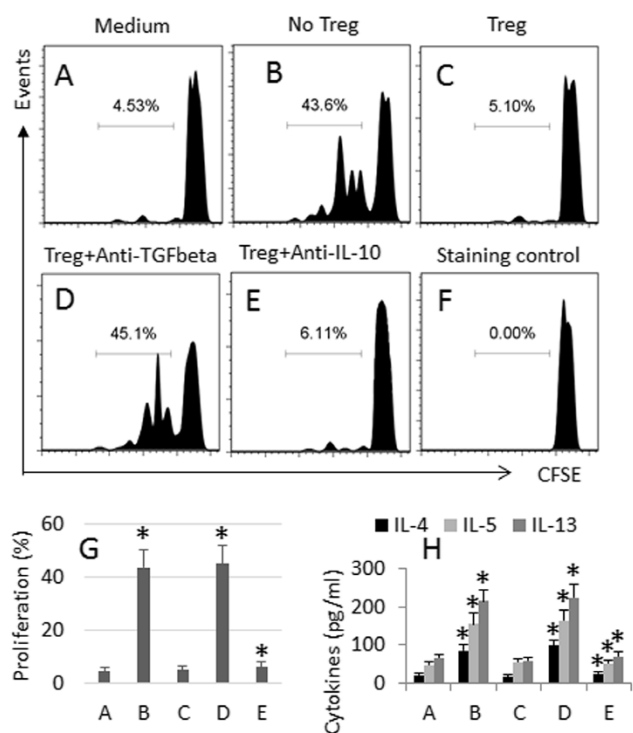 Medium No Treg Treg
A B C
4.53% 43.6% 5.10%
Events
Treg+Anti-TGFbeta Treg+Anti-IL-10 Staining control
D E F
45.1% 6.11% 0.00%
CFSE
G
Proliferation (%)
60
40
20
0
* * *
A B C D E
IL-4 IL-5 IL-13
H
Cytokines (pg/ml)
300
200
100
0
* * * * * * * * *
A B C D E